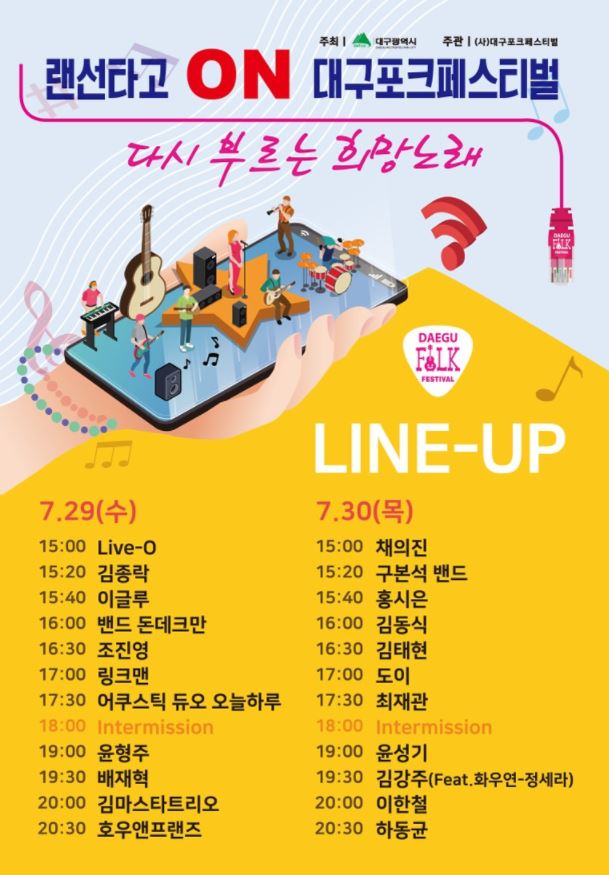 주최 | 대구광역시 주관 | (사)대구포크페스티벌
랜선타고 ON 대구포크페스티벌
다시 부르는 희망노래
DAEGU
FOLK
FESTIVAL
DAEGU
FOLK
FESTIVAL
LINE-UP
7.29(수)
15:00 Live-O
15:20 김종락
15:40 이글루
16:00 밴드 돈데크만
16:30 조진영
17:00 링크맨
17:30 어쿠스틱 듀오 오늘하루
18:00 Intermission
19:00 윤형주
19:30 배재혁
20:00 김마스타트리오
20:30 호우앤프랜즈
7.30(목)
15:00 채의진
15:20 구본석 밴드
15:40 홍시은
16:00 김동식
16:30 김태현
17:00 도이
17:30 최재관
18:00 Intermission
19:00 윤성기
19:30 김강주(Feat.화우연-정세라)
20:00 이한철
20:30 하동균